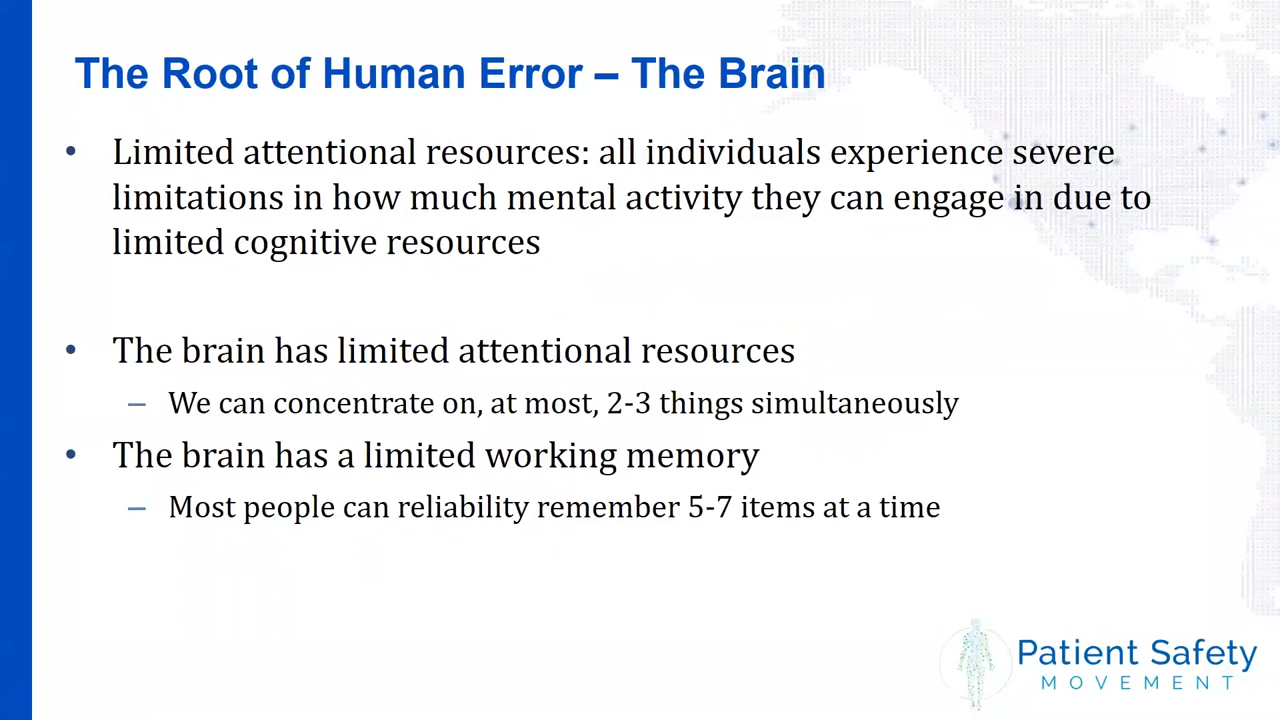 The Root of Human Error – The Brain
• Limited attentional resources: all individuals experience severe
limitations in how much mental activity they can engage in due to
limited cognitive resources
• The brain has limited attentional resources
– We can concentrate on, at most, 2-3 things simultaneously
• The brain has a limited working memory
– Most people can reliability remember 5-7 items at a time
Patient Safety
MOVEMENT